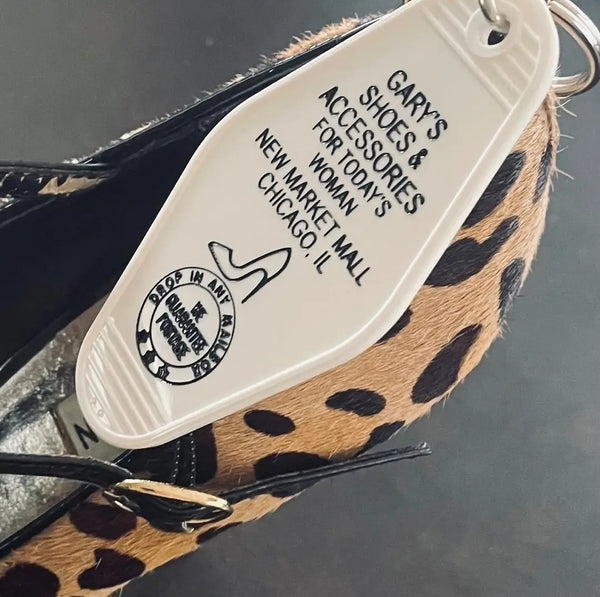 GARY'S
SHOES &
ACCESSORIES
FOR TODAY'S
WOMAN
NEW MARKET MALL
CHICAGO, IL
DROP IN ANY MAILBOX
WE
GUARANTEE
POSTAGE
N